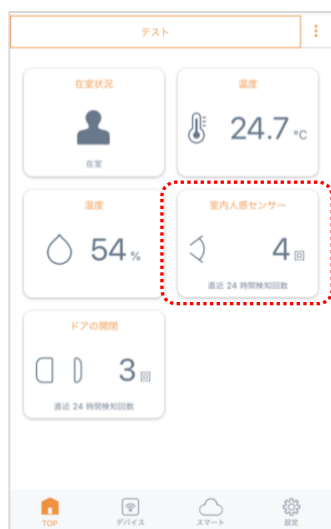 テスト
在室状況
在室
温度
24.7 °C
湿度
54 %
室内人感センサー
4 回
直近 24 時間検知回数
ドアの開閉
3 回
直近 24 時間検知回数
TOP
デバイス
スマート
設定